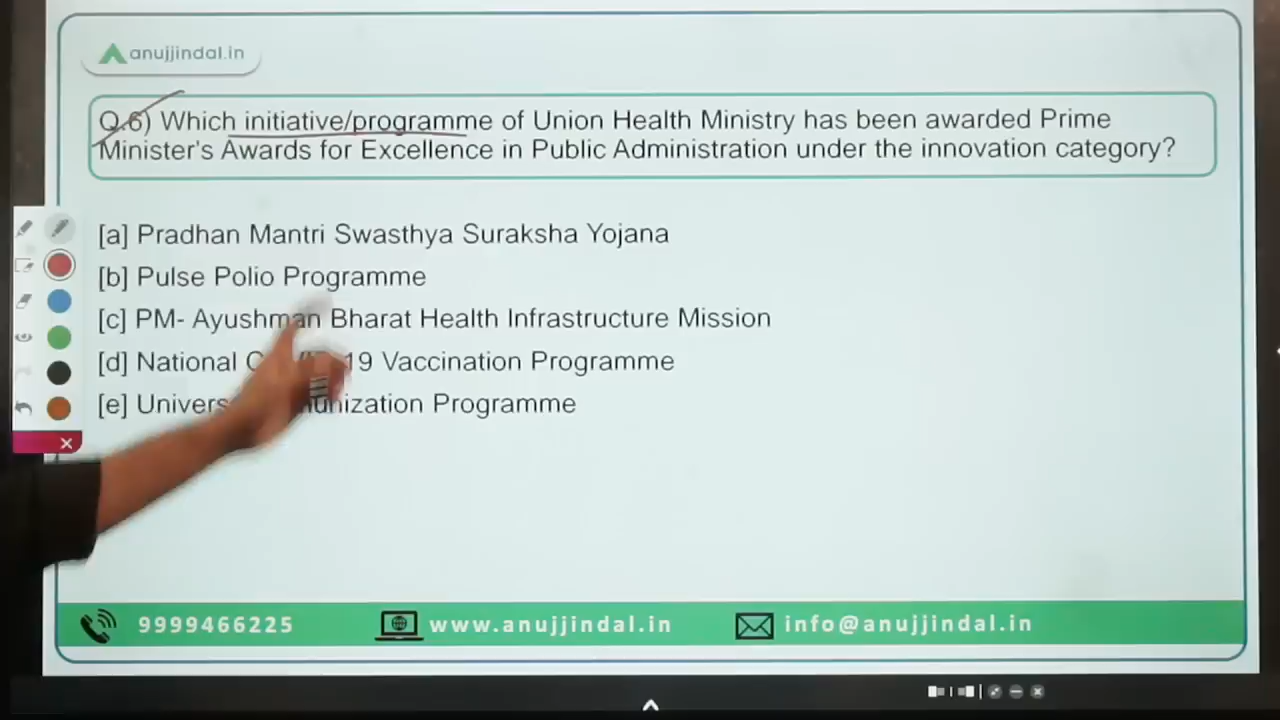 anujjindal.in
Q.6) Which initiative/programme of Union Health Ministry has been awarded Prime
Minister's Awards for Excellence in Public Administration under the innovation category?
[a] Pradhan Mantri Swasthya Suraksha Yojana
[b] Pulse Polio Programme
[c] PM- Ayushman Bharat Health Infrastructure Mission
[d] National 19 Vaccination Programme
[e] Programme
9999466225
www.anujjindal.in
info@anujjindal.in